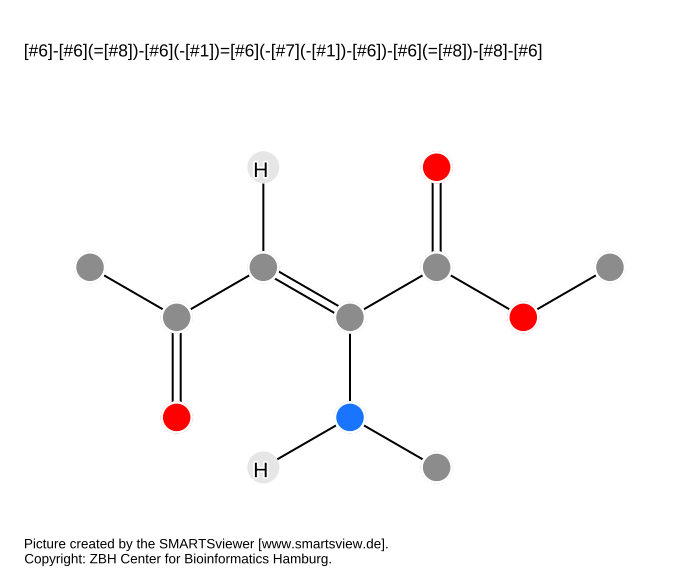 [#6]-[#6](=[#8])-[#6](-[#1])=[#6](-[#7](-[#1])-[#6])-[#6](=[#8])-[#8]-[#6]
H
H
Picture created by the SMARTSviewer [www.smartsview.de].
Copyright: ZBH Center for Bioinformatics Hamburg.